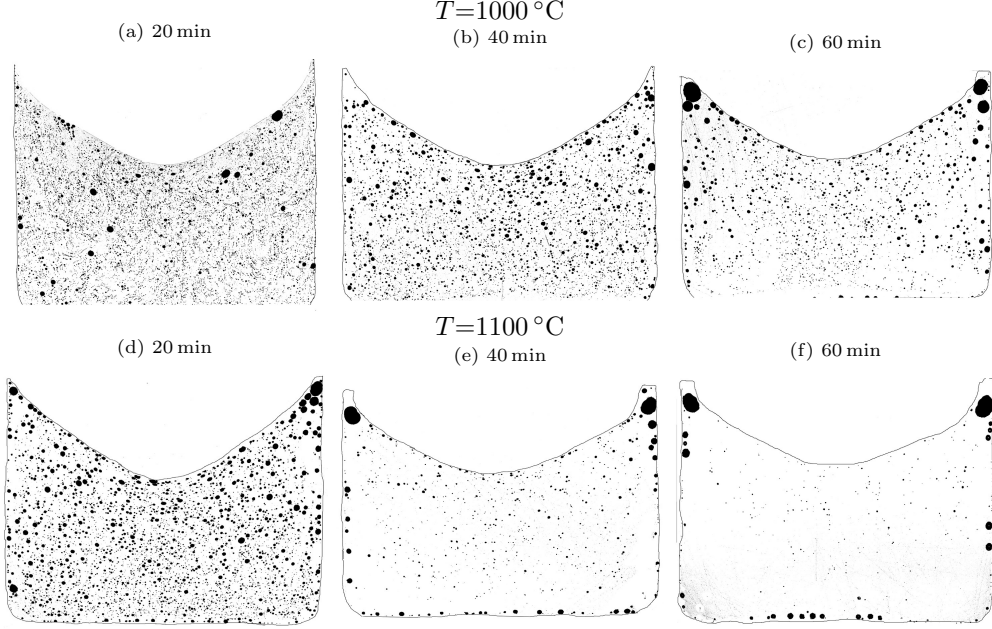 T=1000 °C
(a) 20 min
(b) 40 min
(c) 60 min
T=1100 °C
(d) 20 min
(e) 40 min
(f) 60 min